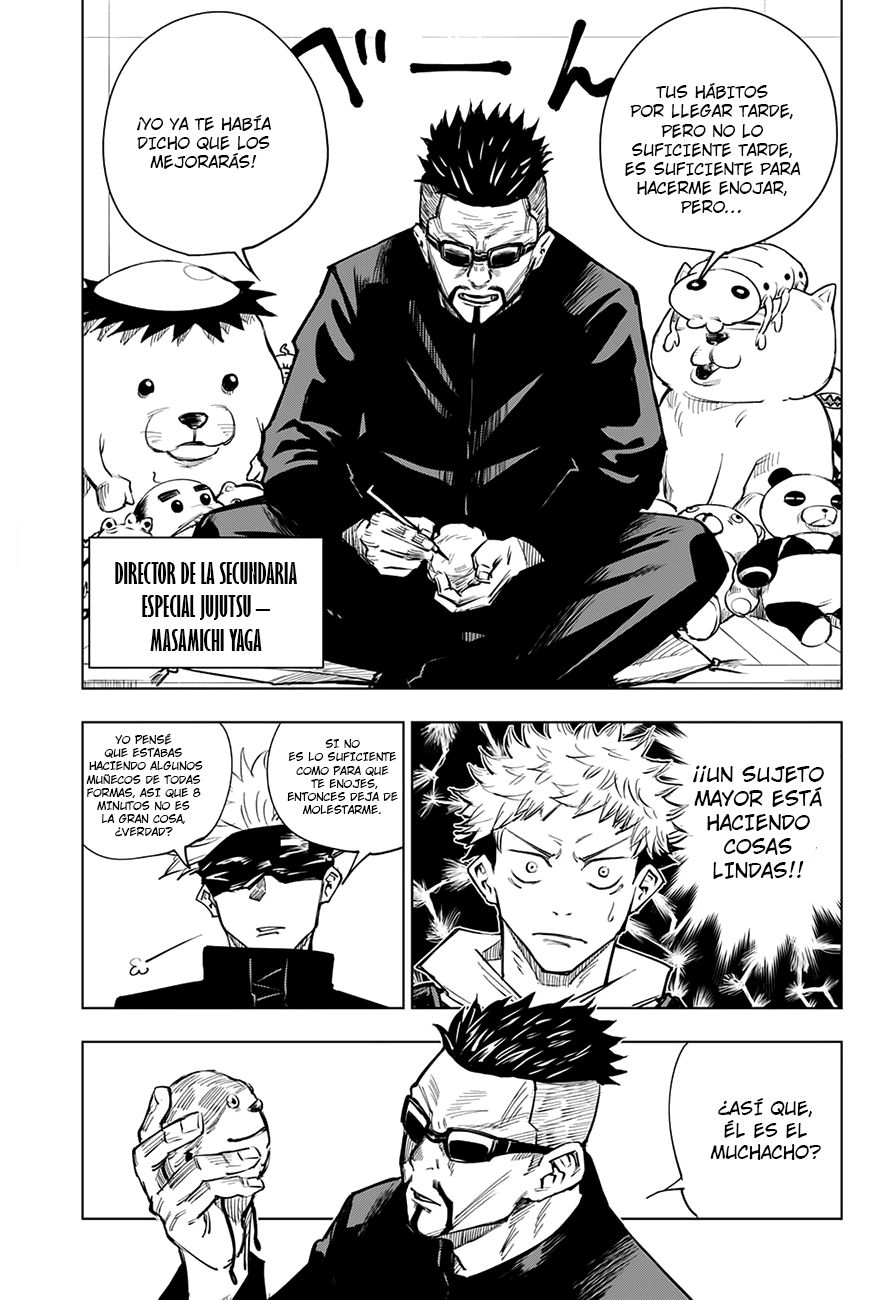 べーん
TUS HÁBITOS
POR LLEGAR TARDE,
PERO NO LO
SUFICIENTE TARDE,
ES SUFICIENTE PARA
HACERME ENOJAR,
PERO...
¡YO YA TE HABÍA
DICHO QUE LOS
MEJORARÁS!
DIRECTOR DE LA SECUNDARIA
ESPECIAL JUJUTSU –
MASAMICHI YAGA
¡¡UN SUJETO
MAYOR ESTÁ
HACIENDO
COSAS
LINDAS!!
SI NO
ES LO SUFICIENTE
COMO PARA QUE
TE ENOJES,
ENTONCES DEJA DE
MOLESTARME.
YO PENSÉ
QUE ESTABAS
HACIENDO ALGUNOS
MUÑECOS DE TODAS
FORMAS, ASI QUE 8
MINUTOS NO ES
LA GRAN COSA,
¿VERDAD?
¿ASÍ QUE,
ÉL ES EL
MUCHACHO?